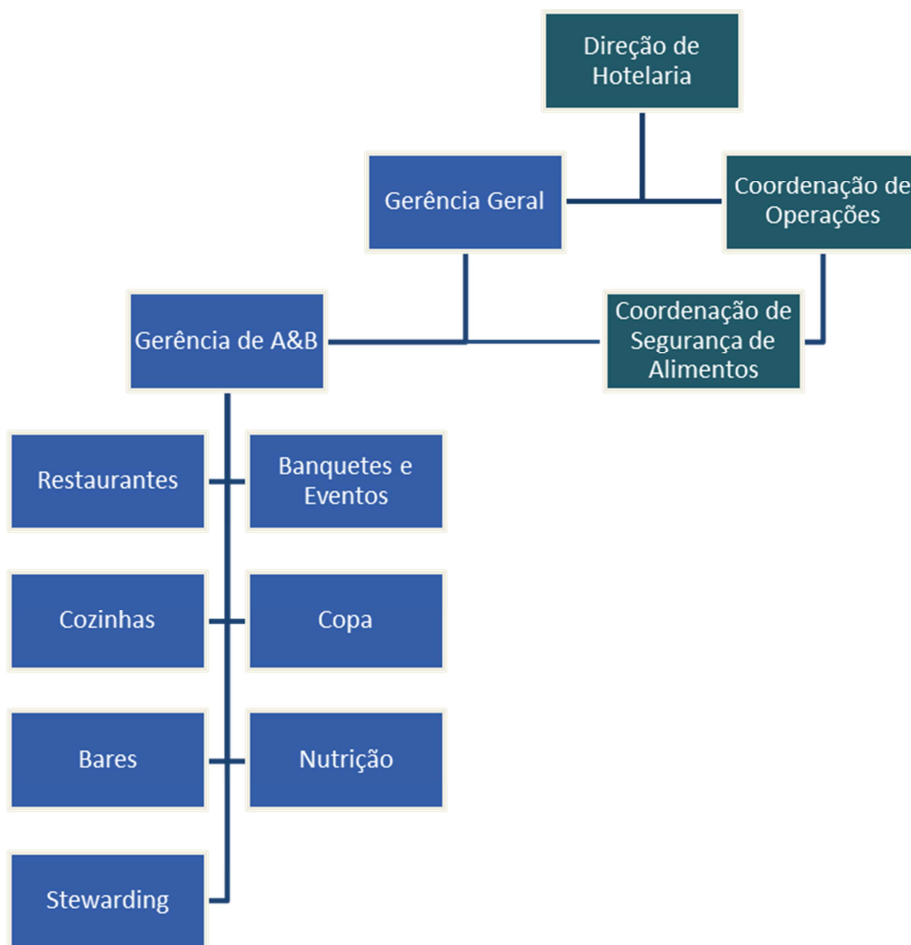 Direção de
Hotelaria
Gerência Geral
Coordenação de
Operações
Gerência de A&B
Coordenação de
Segurança de
Alimentos
Restaurantes
Banquetes e
Eventos
Cozinhas
Copa
Bares
Nutrição
Stewarding